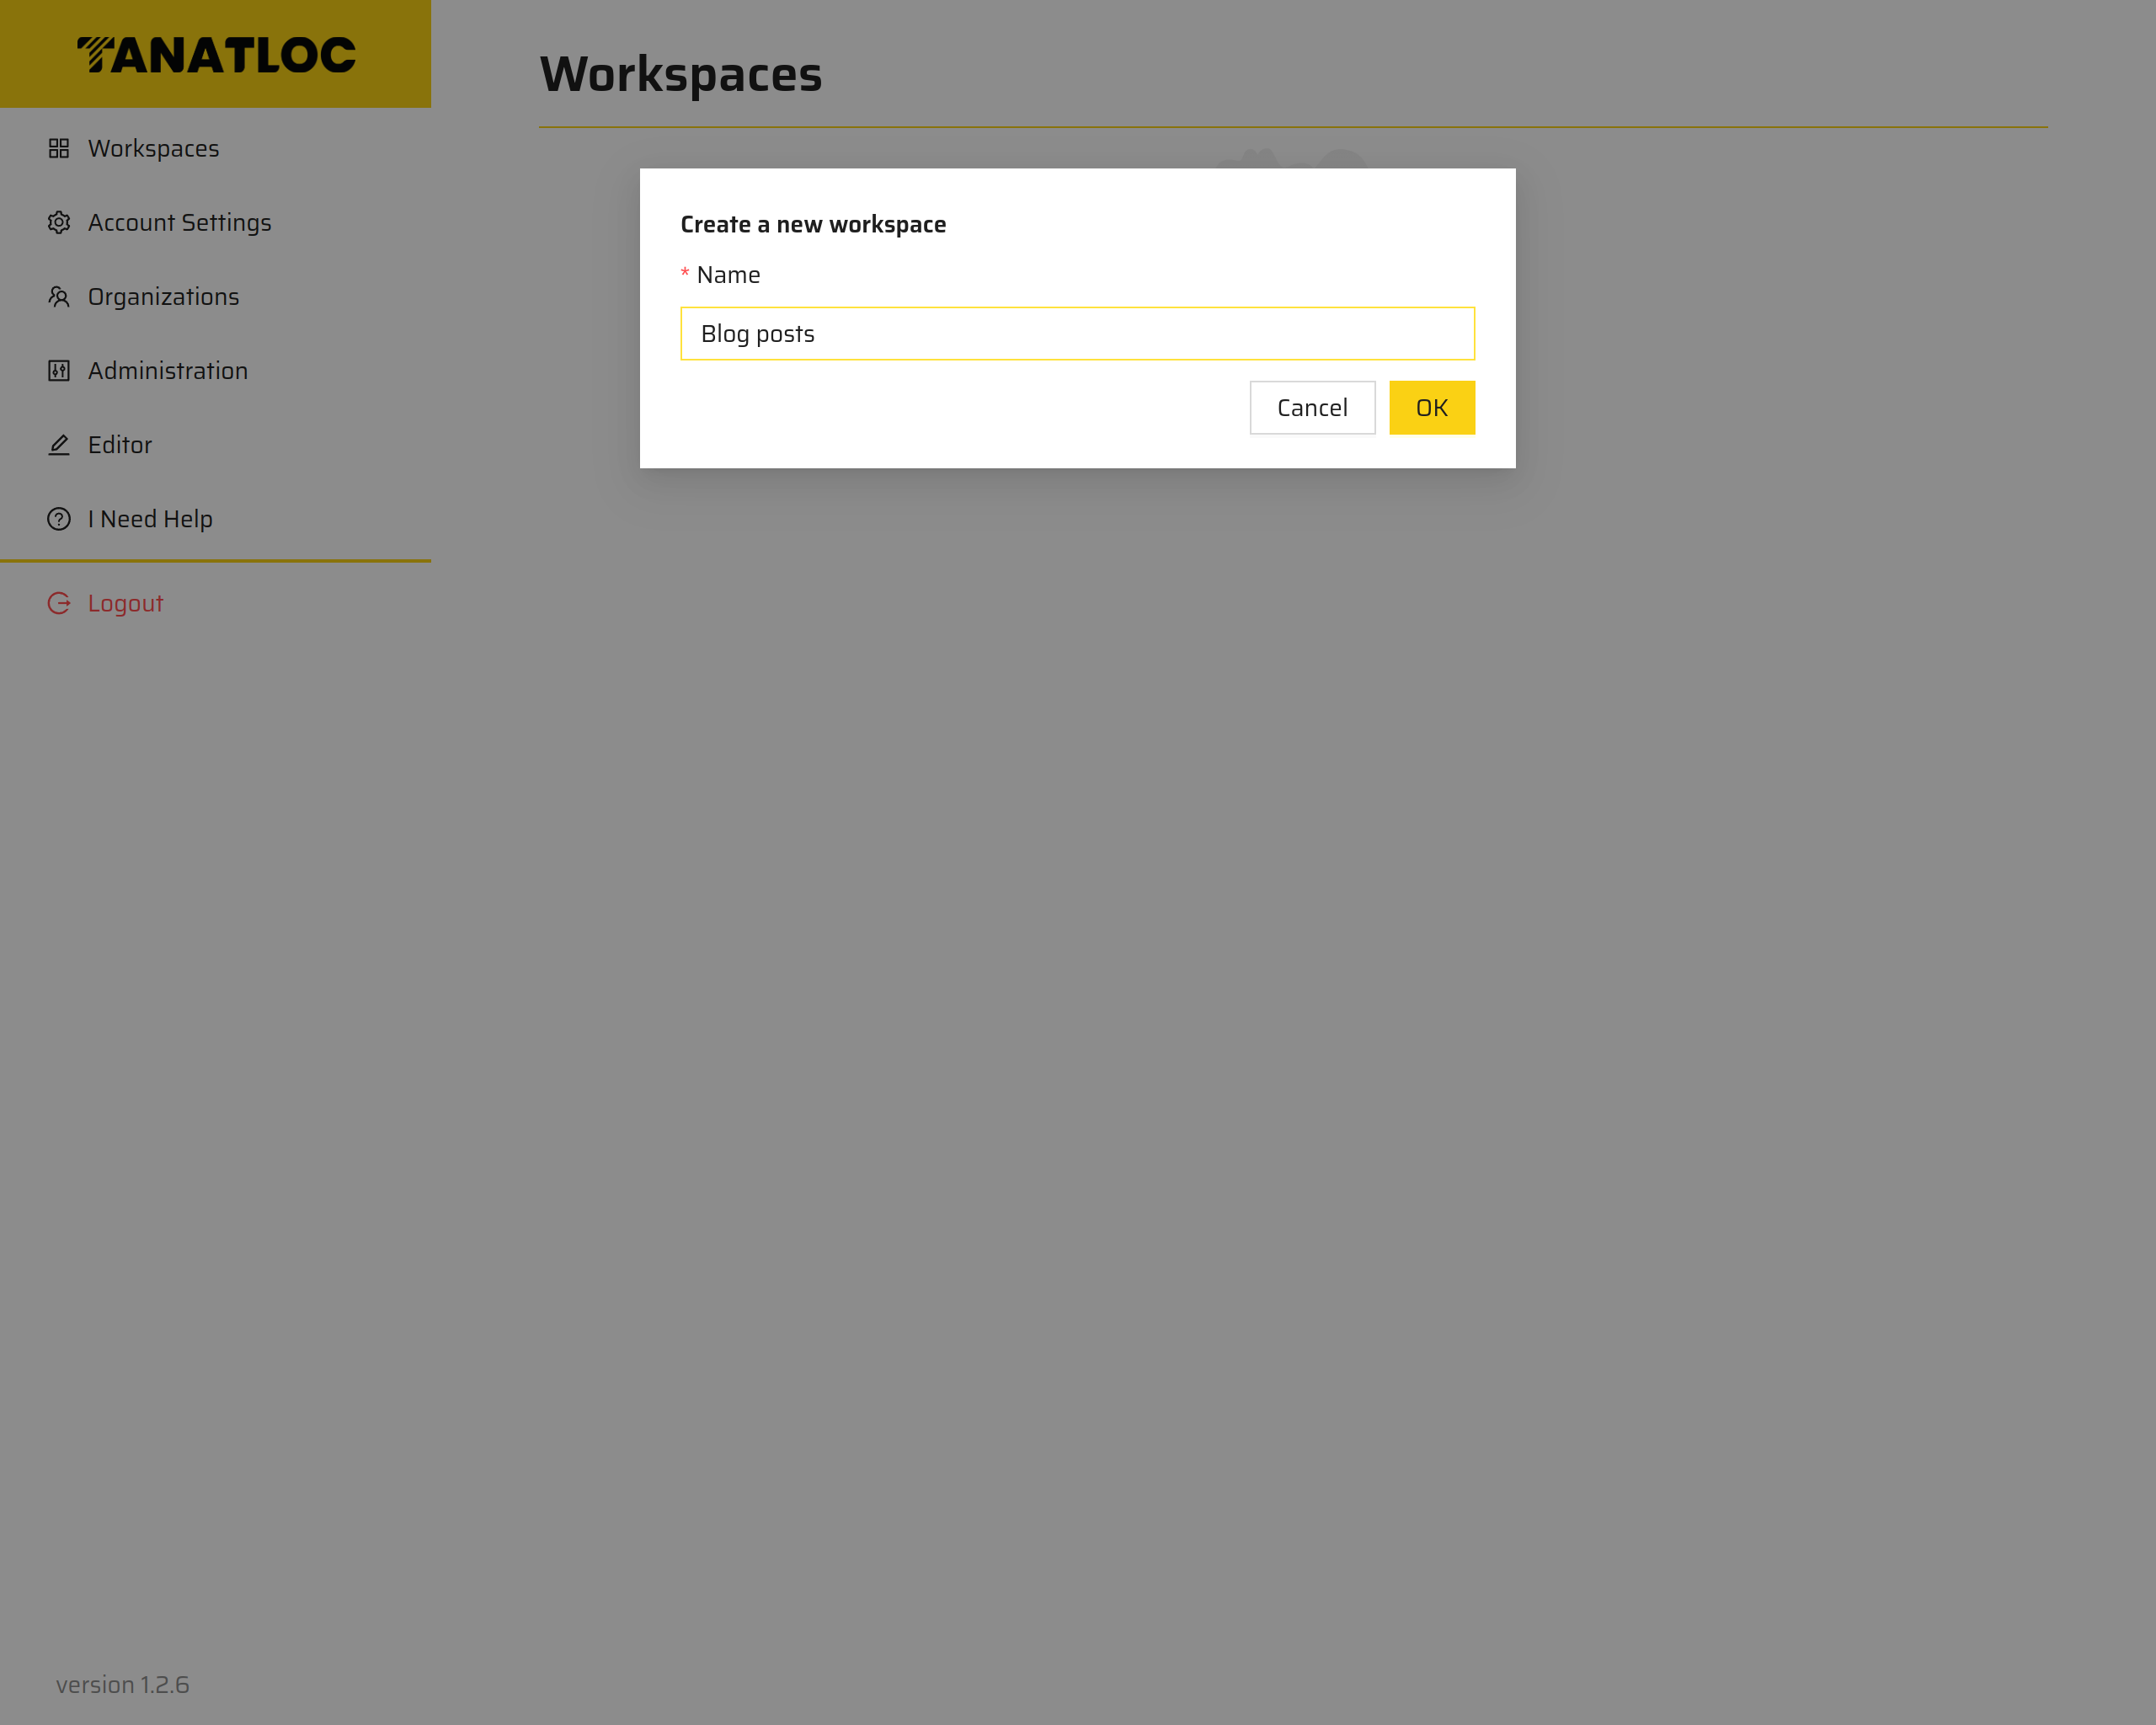 TANATLOC
Workspaces
Account Settings
Organizations
Administration
Editor
I Need Help
Logout
version 1.2.6
Workspaces
Create a new workspace
* Name
Blog posts
Cancel OK